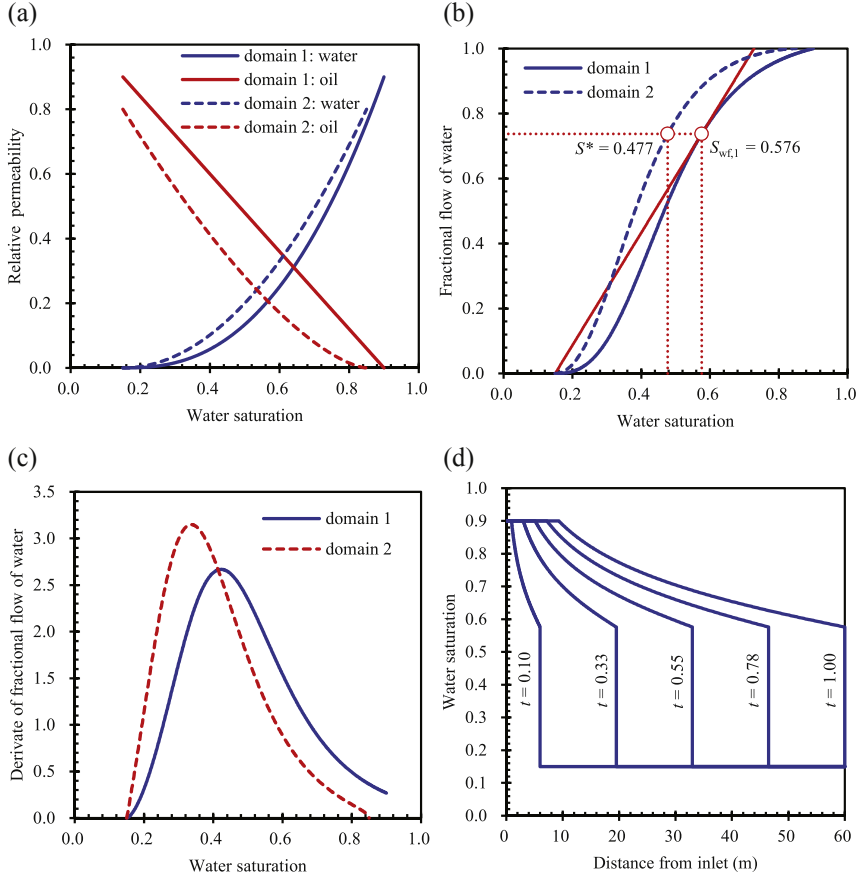 (a)
1.0
0.8
0.6
0.4
0.2
0.0
0.0 0.2 0.4 0.6 0.8 1.0
Relative permeability
Water saturation
domain 1: water
domain 1: oil
domain 2: water
domain 2: oil
(b)
1.0
0.8
0.6
0.4
0.2
0.0
0.0 0.2 0.4 0.6 0.8 1.0
Fractional flow of water
Water saturation
domain 1
domain 2
S* = 0.477
Swf,1 = 0.576
(c)
3.5
3.0
2.5
2.0
1.5
1.0
0.5
0.0
0.0 0.2 0.4 0.6 0.8 1.0
Derivate of fractional flow of water
Water saturation
domain 1
domain 2
(d)
1.0
0.9
0.8
0.7
0.6
0.5
0.4
0.3
0.2
0.1
0.0
0 10 20 30 40 50 60
Water saturation
Distance from inlet (m)
t = 0.10
t = 0.33
t = 0.55
t = 0.78
t = 1.00